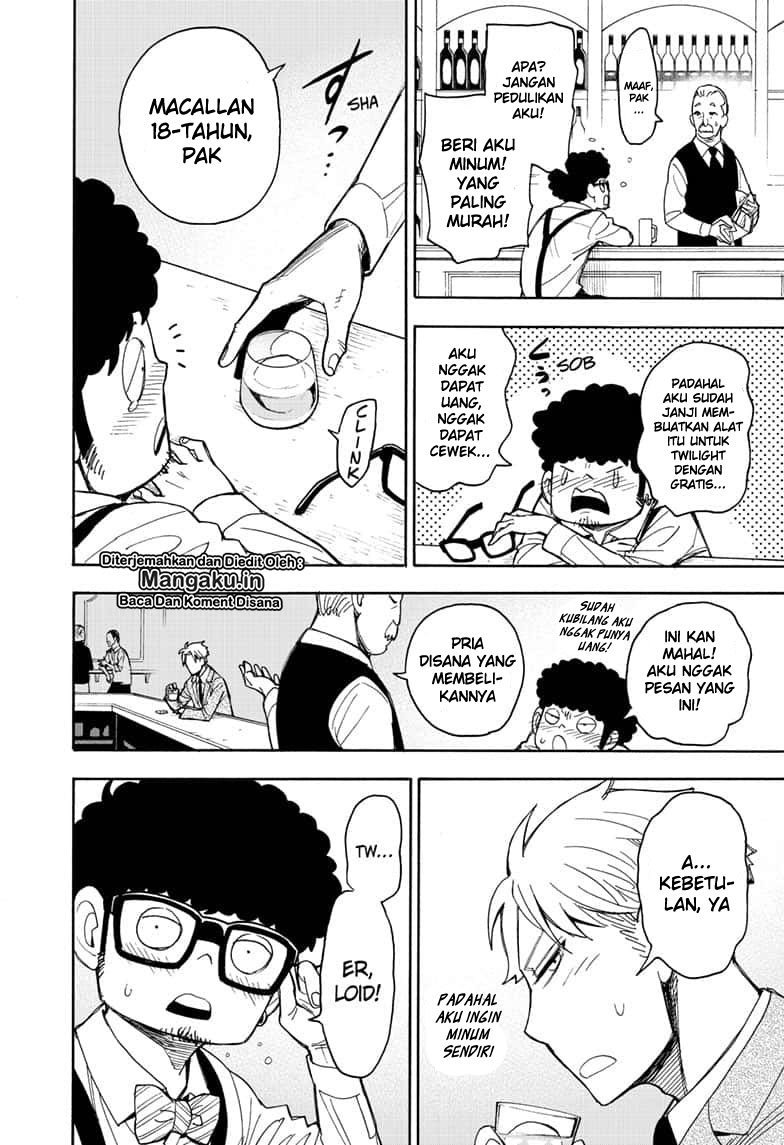 MAAF,
PAK
...
APA?
JANGAN
PEDULIKAN
AKU!
BERI AKU
MINUM!
YANG
PALING
MURAH!
PADAHAL
AKU SUDAH
JANJI MEM-
BUATKAN ALAT
ITU UNTUK
TWILIGHT
DENGAN
GRATIS...
くぅっ
SOB
AKU
NGGAK
DAPAT
UANG,
NGGAK
DAPAT
CEWEK...
MACALLAN
18-TAHUN,
PAK
す...
SHA
CLINK
Diterjemahkan dan Diedit Oleh :
Mangaku.in
Baca Dan Koment Disana
INI KAN
MAHAL!
AKU NGGAK
PESAN YANG
INI!
SUDAH
KUBILANG AKU
NGGAK PUNYA
UANG!
PRIA
DISANA YANG
MEMBELI-
KANNYA
A...
KEBETU-
LAN, YA
PADAHAL
AKU INGIN
MINUM
SENDIRI
TW...
ER,
LOID!